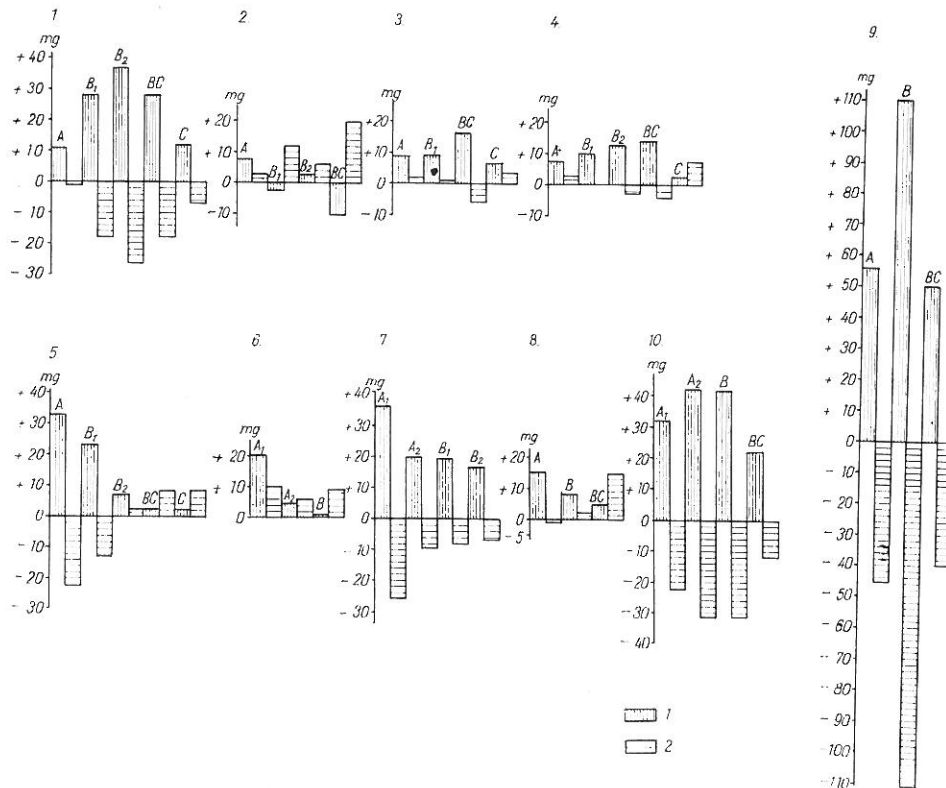 1.
mg
+ 40
+ 30
+ 20
+ 10
0
- 10
- 20
- 30
A
B1
B2
BC
C
2.
mg
+ 20
+ 10
0
- 10
A
B1
B2
BC
3.
mg
+ 20
+ 10
0
- 10
A
B1
BC
C
4.
mg
+ 20
+ 10
0
- 10
A
B1
B2
BC
C
9.
mg
+ 110
+ 100
+ 90
+ 80
+ 70
+ 60
+ 50
+ 40
+ 30
+ 20
+ 10
0
- 10
- 20
- 30
- 40
- 50
- 60
- 70
- 80
- 90
- 100
- 110
A
B
BC
5.
mg
+ 40
+ 30
+ 20
+ 10
0
- 10
- 20
- 30
A
B1
B2
BC
C
6.
mg
+ 20
+ 10
0
A1
A2
B
7.
mg
+ 40
+ 30
+ 20
+ 10
0
- 10
- 20
- 30
A1
A2
B1
B2
8.
mg
+ 20
+ 10
0
- 5
A
B
BC
10.
mg
+ 40
+ 30
+ 20
+ 10
0
- 10
- 20
- 30
- 40
A1
A2
B
BC
1
2